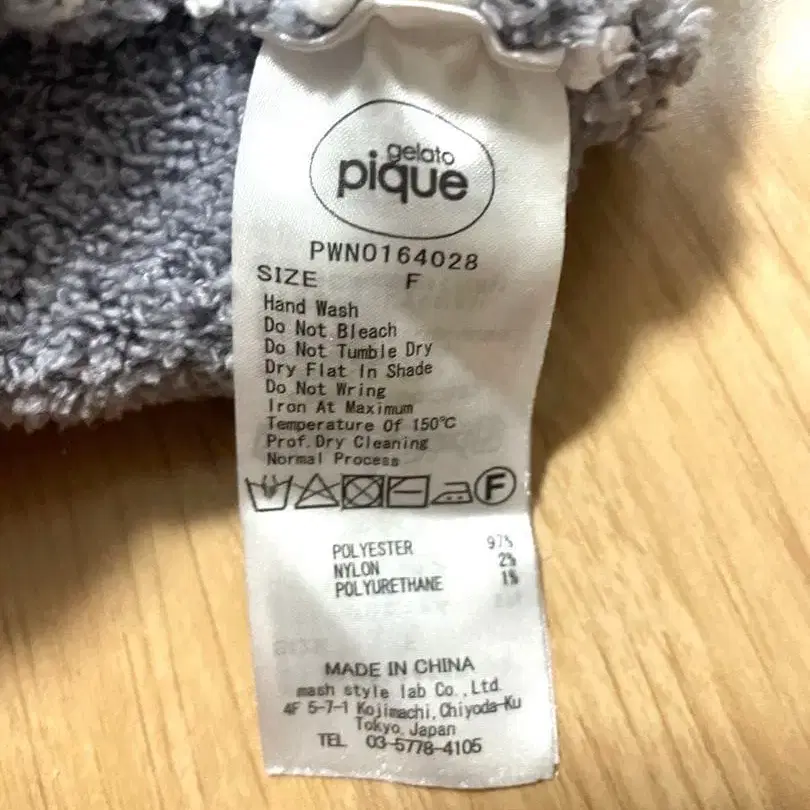 gelato
pique
PWNO164028
SIZE F
Hand Wash
Do Not Bleach
Do Not Tumble Dry
Dry Flat In Shade
Do Not Wring
Iron At Maximum
Temperature Of 150℃
Prof.Dry Cleaning
Normal Process
F
POLYESTER 97%
NYLON 2%
POLYURETHANE 1%
MADE IN CHINA
mash style lab Co.,Ltd.
4F 5-7-1 Kojimachi,Chiyoda-Ku
Tokyo,Japan
TEL 03-5778-4105